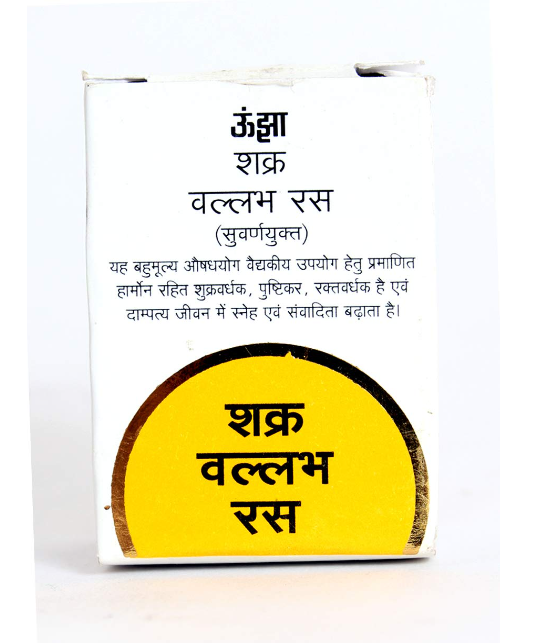 ऊंझा
शक्र
वल्लभ रस
(सुवर्णयुक्त)
यह बहुमूल्य औषधयोग वैद्यकीय उपयोग हेतु प्रमाणित
हार्मोन रहित शुक्रवर्धक, पुष्टिकर, रक्तवर्धक है एवं
दाम्पत्य जीवन में स्नेह एवं संवादिता बढ़ाता है।
शक्र
वल्लभ
रस